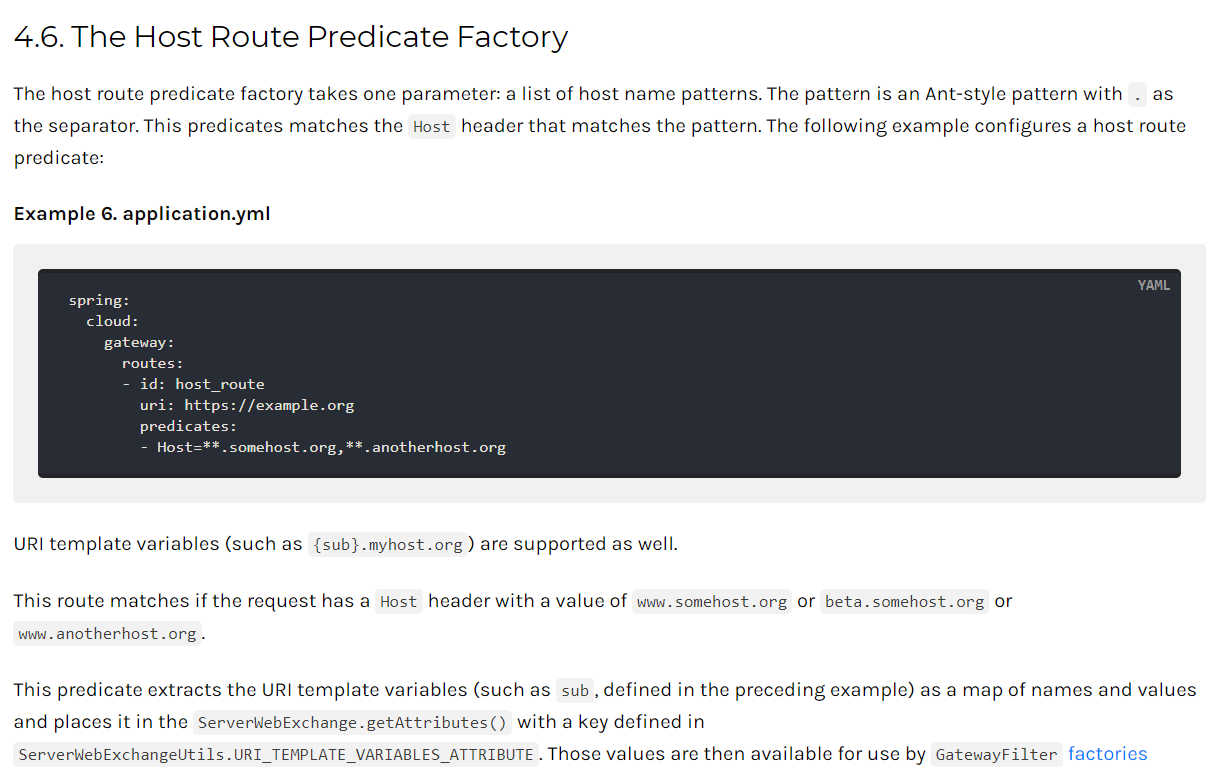 4.6. The Host Route Predicate Factory
The host route predicate factory takes one parameter: a list of host name patterns. The pattern is an Ant-style pattern with . as
the separator. This predicates matches the Host header that matches the pattern. The following example configures a host route
predicate:
Example 6. application.yml
YAML
spring:
  cloud:
    gateway:
      routes:
      - id: host_route
        uri: https://example.org
        predicates:
        - Host=**.somehost.org,**.anotherhost.org
URI template variables (such as {sub}.myhost.org) are supported as well.
This route matches if the request has a Host header with a value of www.somehost.org or beta.somehost.org or
www.anotherhost.org.
This predicate extracts the URI template variables (such as sub, defined in the preceding example) as a map of names and values
and places it in the ServerWebExchange.getAttributes() with a key defined in
ServerWebExchangeUtils.URI_TEMPLATE_VARIABLES_ATTRIBUTE. Those values are then available for use by GatewayFilter factories